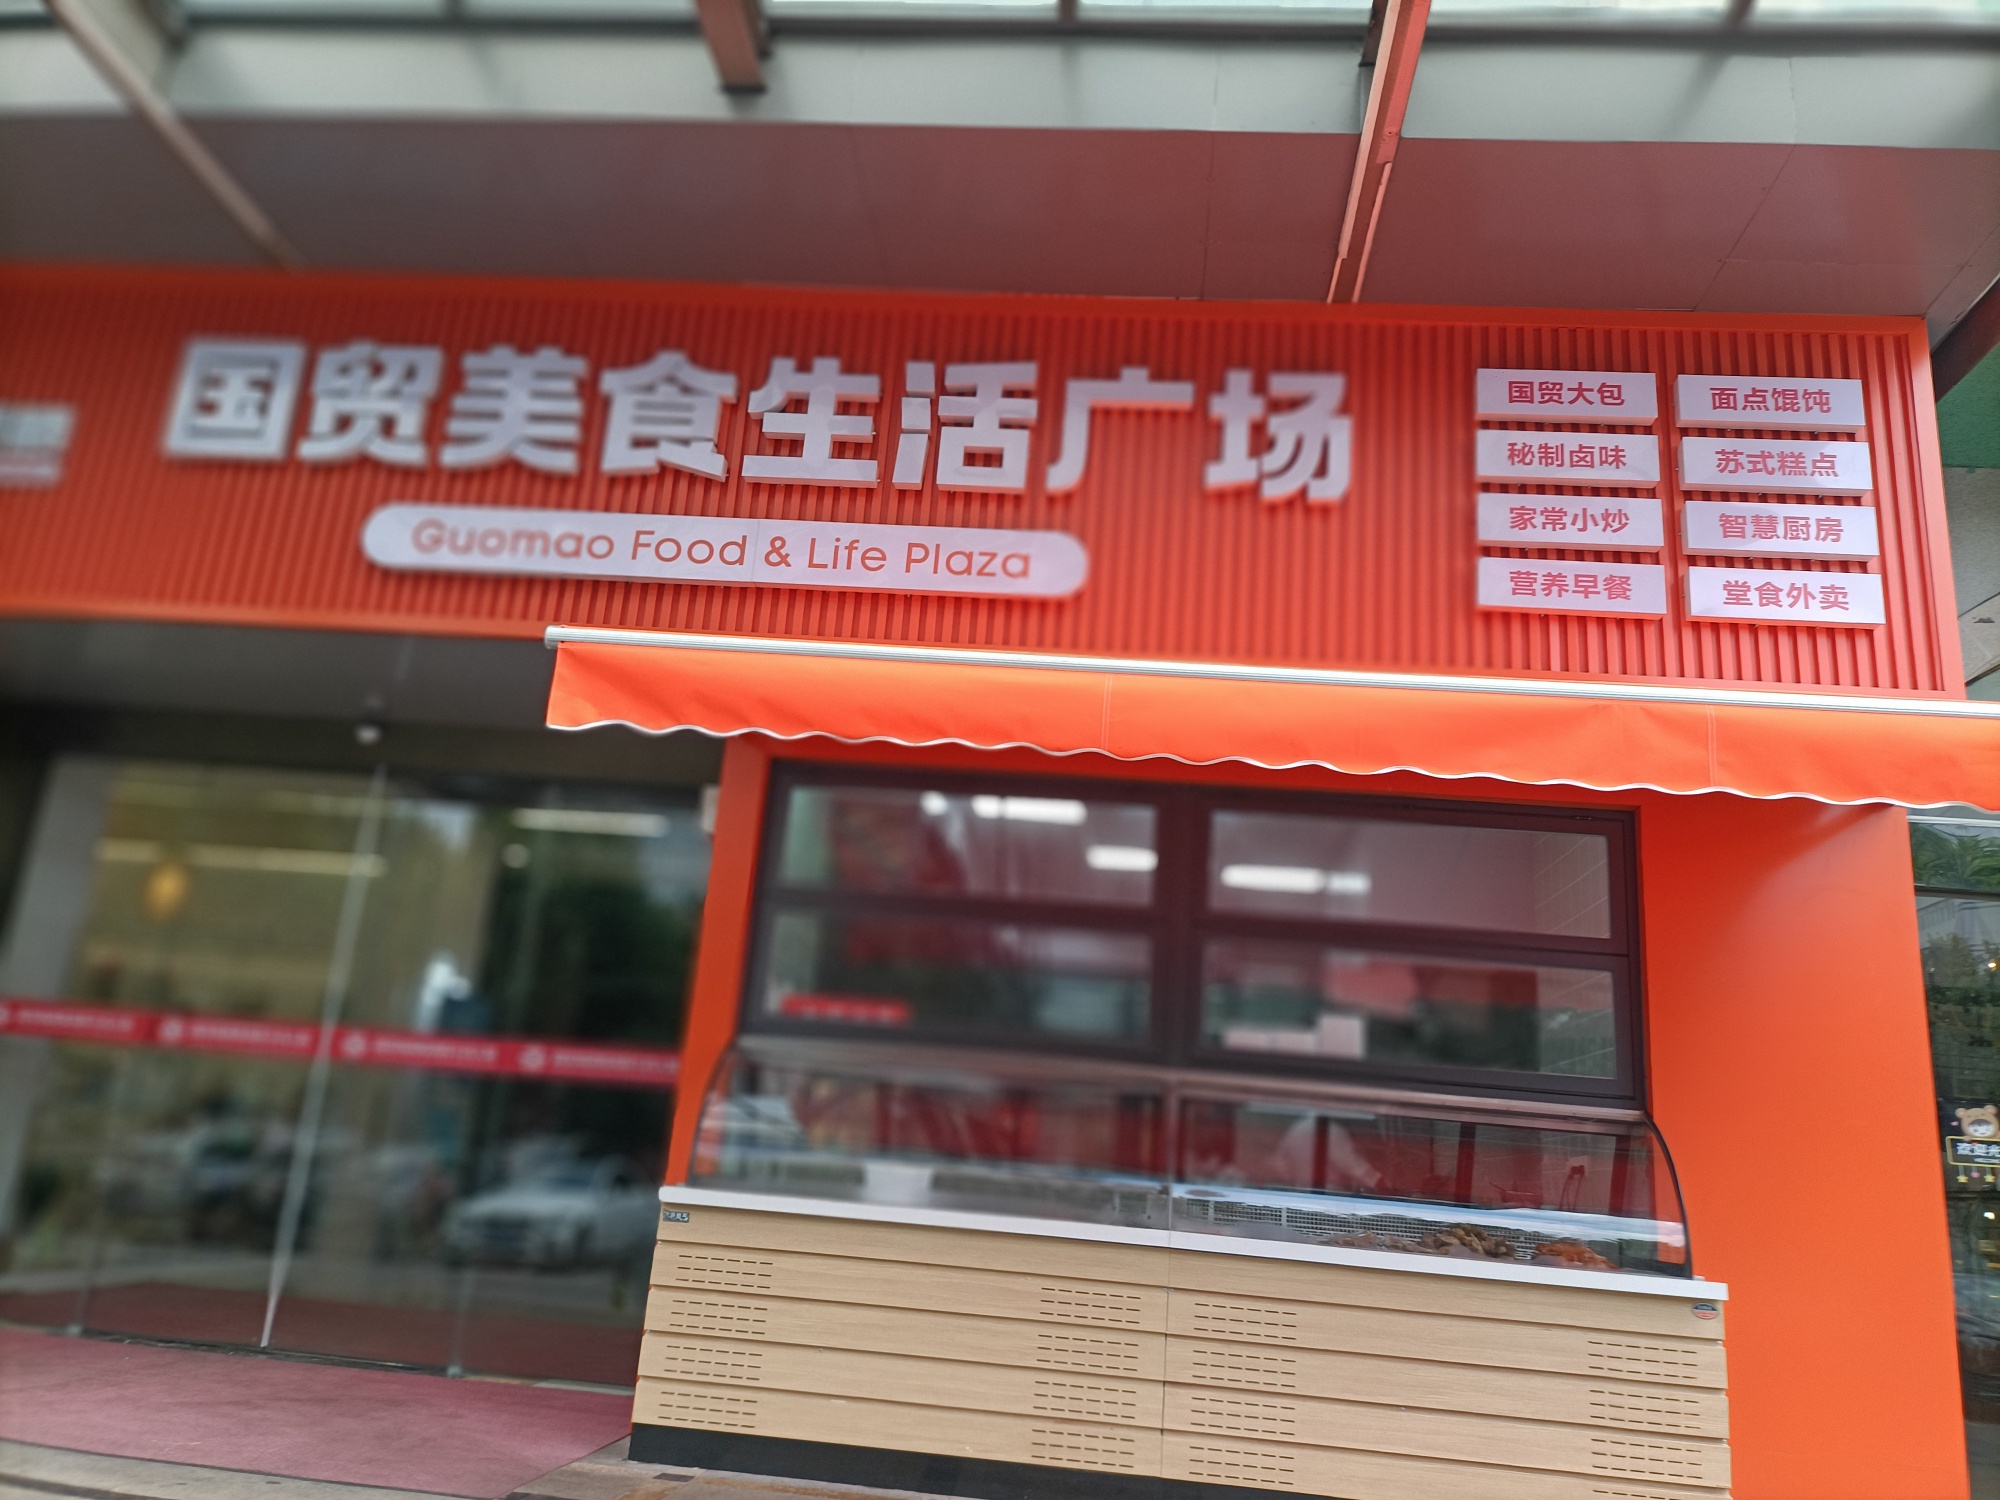 国贸美食生活广场
Guomao Food & Life Plaza
国贸大包
面点馄饨
秘制卤味
苏式糕点
家常小炒
智慧厨房
营养早餐
堂食外卖